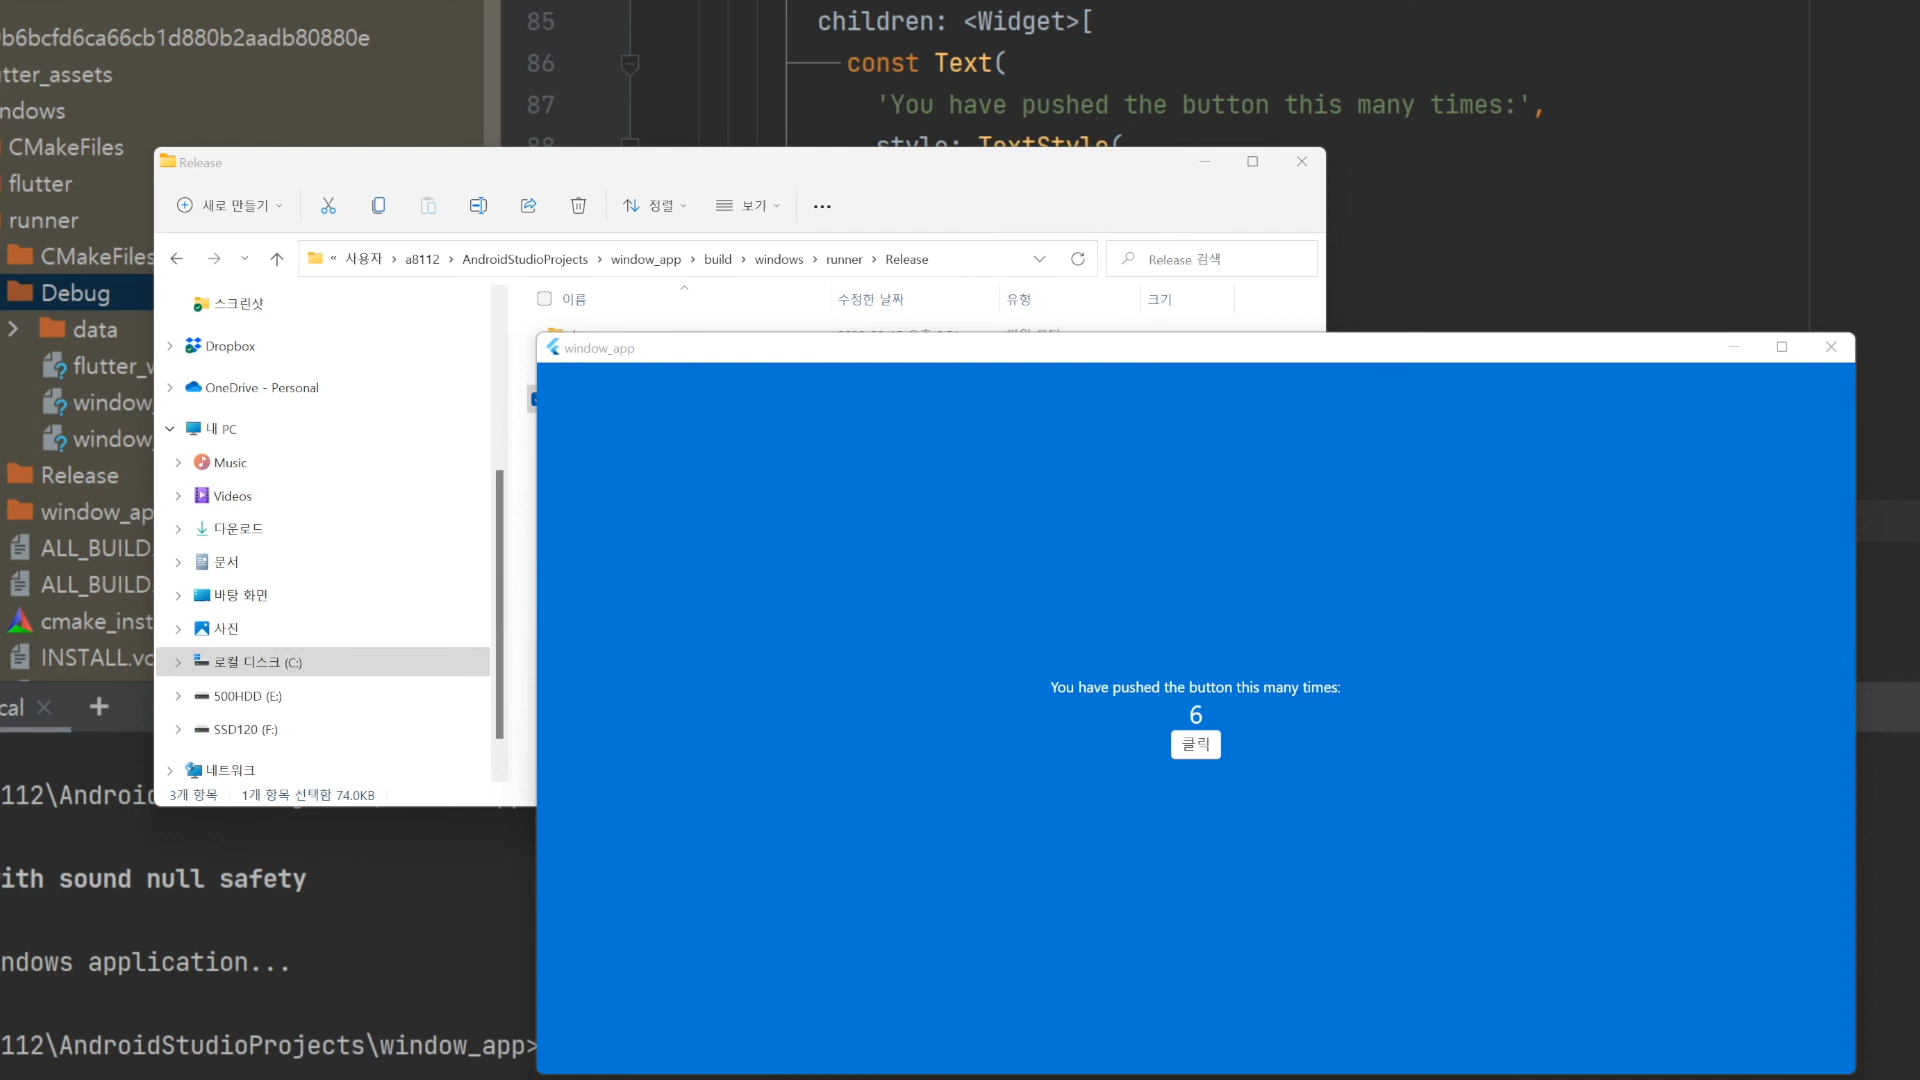 b6bcfd6ca66cb1d880b2aadb80880e
tter_assets
ndows
CMakeFiles
flutter
runner
CMakeFiles
Debug
data
flutter_
window_
window
Release
window_ap
ALL_BUILD.
ALL_BUILD.
cmake_inst
INSTALL.vc
85 children: <Widget>[
86 const Text(
87 'You have pushed the button this many times:',
88 style: TextStyle(
Release
새로 만들기
정렬
보기
« 사용자 › a8112 › AndroidStudioProjects › window_app › build › windows › runner › Release
Release 검색
이름 수정한 날짜 유형 크기
스크린샷
Dropbox
OneDrive - Personal
내 PC
Music
Videos
다운로드
문서
바탕 화면
사진
로컬 디스크 (C:)
500HDD (E:)
SSD120 (F:)
네트워크
3개 항목 1개 항목 선택함 74.0KB
window_app
You have pushed the button this many times:
6
클릭
cal
112\Androi
ith sound null safety
ndows application...
112\AndroidStudioProjects\window_app>